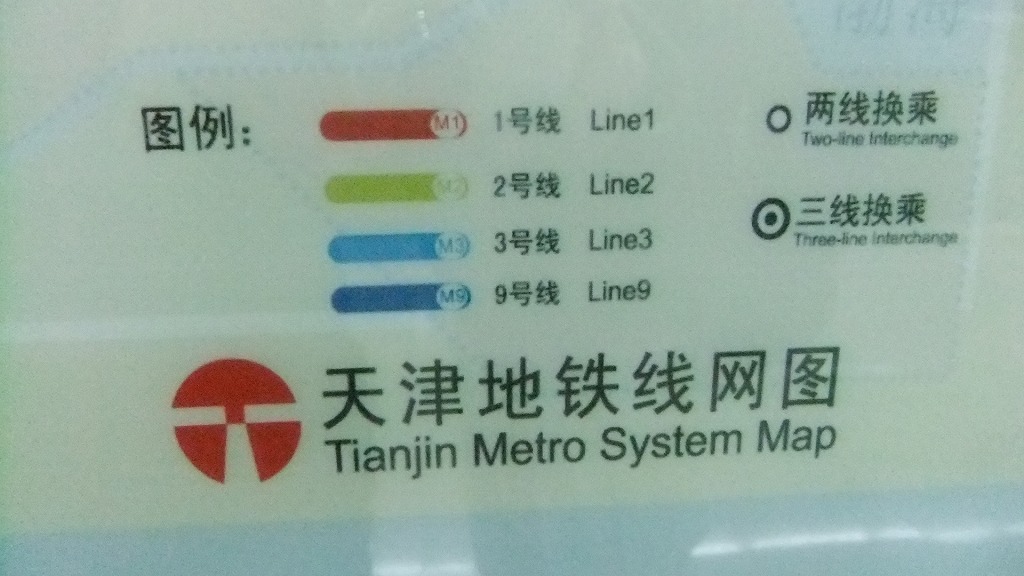 图例：
M1 1号线 Line1
M2 2号线 Line2
M3 3号线 Line3
M9 9号线 Line9
两线换乘
Two-line Interchange
三线换乘
Three-line Interchange
天津地铁线网图
Tianjin Metro System Map